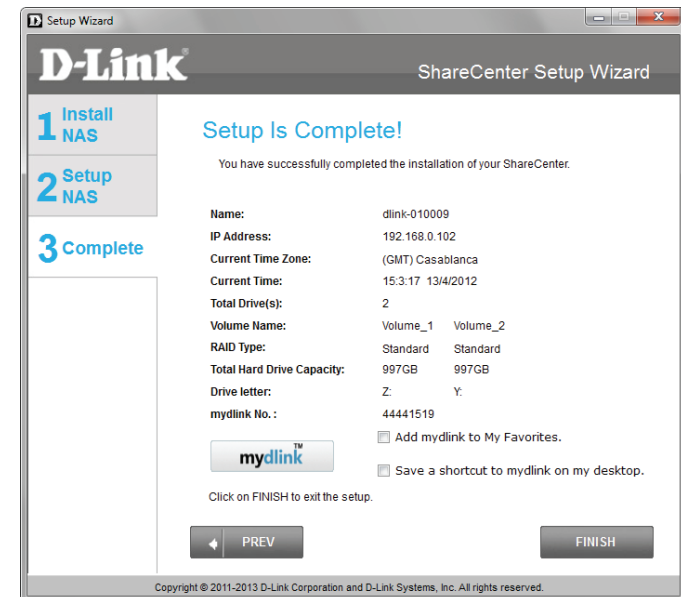 Setup Wizard
D-Link®
ShareCenter Setup Wizard
1 Install NAS
2 Setup NAS
3 Complete
Setup Is Complete!
You have successfully completed the installation of your ShareCenter.
Name: dlink-010009
IP Address: 192.168.0.102
Current Time Zone: (GMT) Casablanca
Current Time: 15:3:17 13/4/2012
Total Drive(s): 2
Volume Name: Volume_1 Volume_2
RAID Type: Standard Standard
Total Hard Drive Capacity: 997GB 997GB
Drive letter: Z: Y:
mydlink No. : 44441519
mydlink™
Add mydlink to My Favorites.
Save a shortcut to mydlink on my desktop.
Click on FINISH to exit the setup.
PREV
FINISH
Copyright © 2011-2013 D-Link Corporation and D-Link Systems, Inc. All rights reserved.